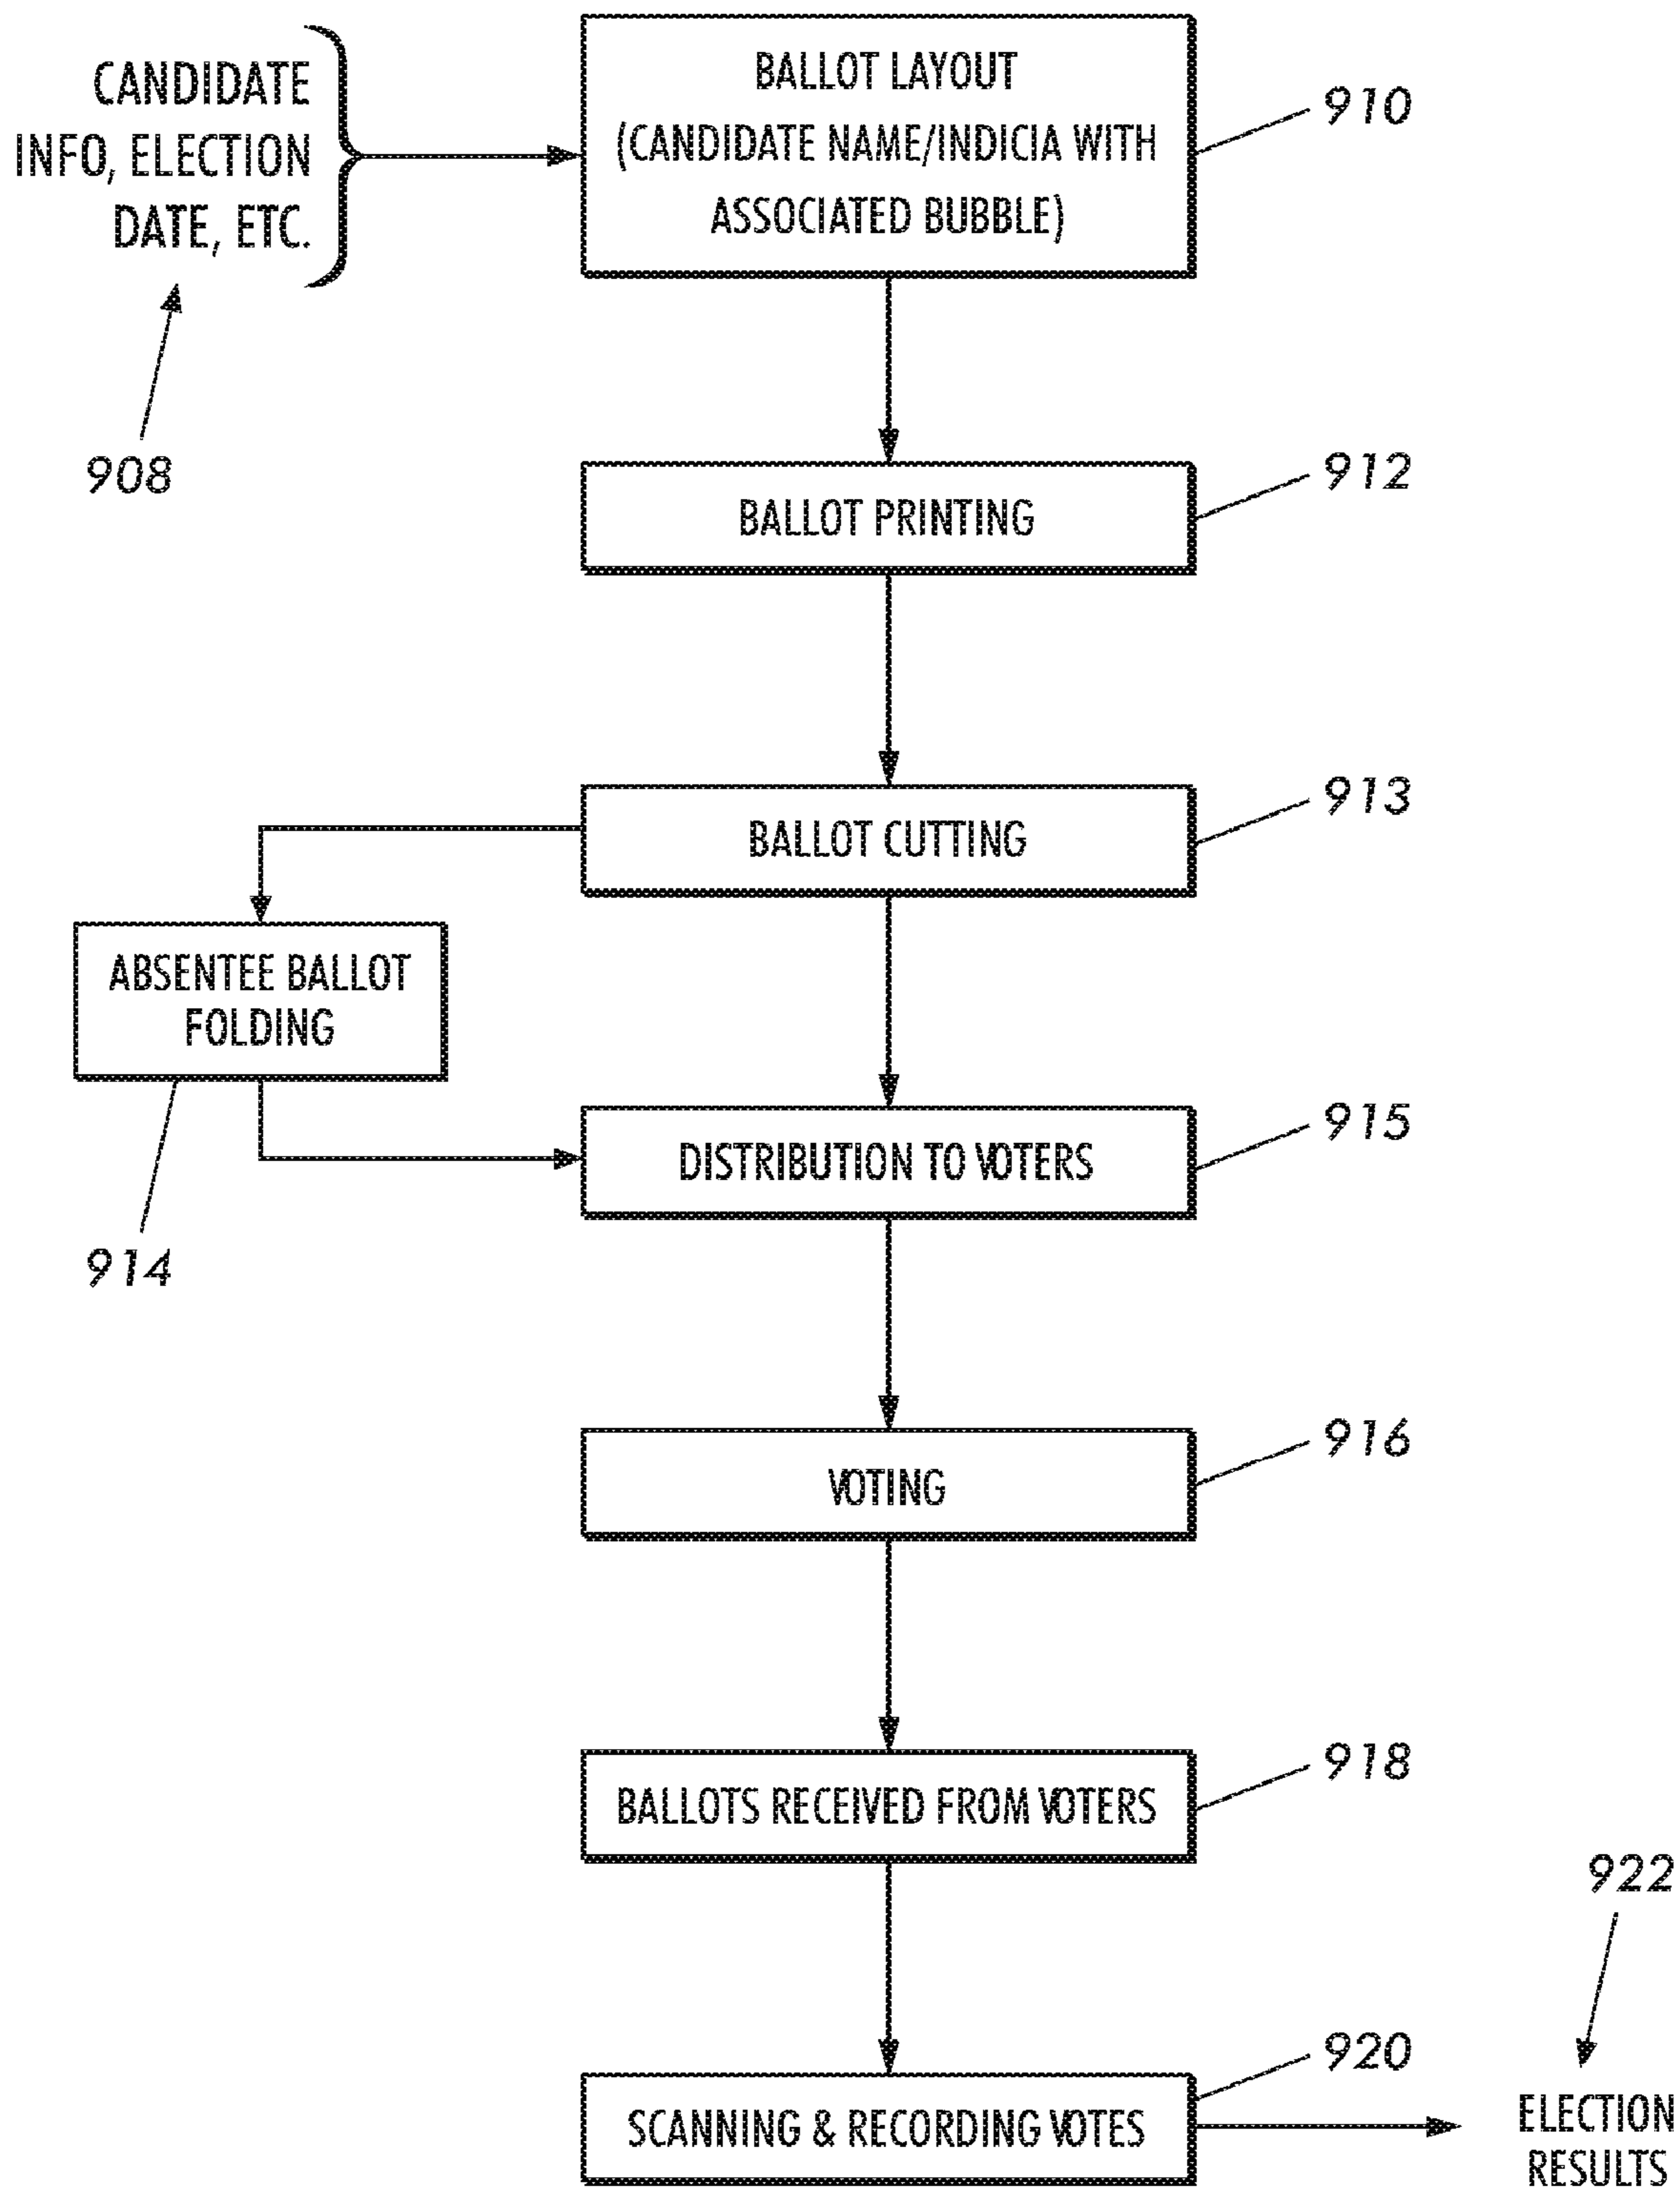 CANDIDATE
INFO, ELECTION
DATE, ETC.
908
BALLOT LAYOUT
(CANDIDATE NAME/INDICIA WITH
ASSOCIATED BUBBLE)
910
BALLOT PRINTING
912
BALLOT CUTTING
913
ABSENTEE BALLOT
FOLDING
914
DISTRIBUTION TO VOTERS
915
VOTING
916
BALLOTS RECEIVED FROM VOTERS
918
SCANNING & RECORDING VOTES
920
922
ELECTION
RESULTS